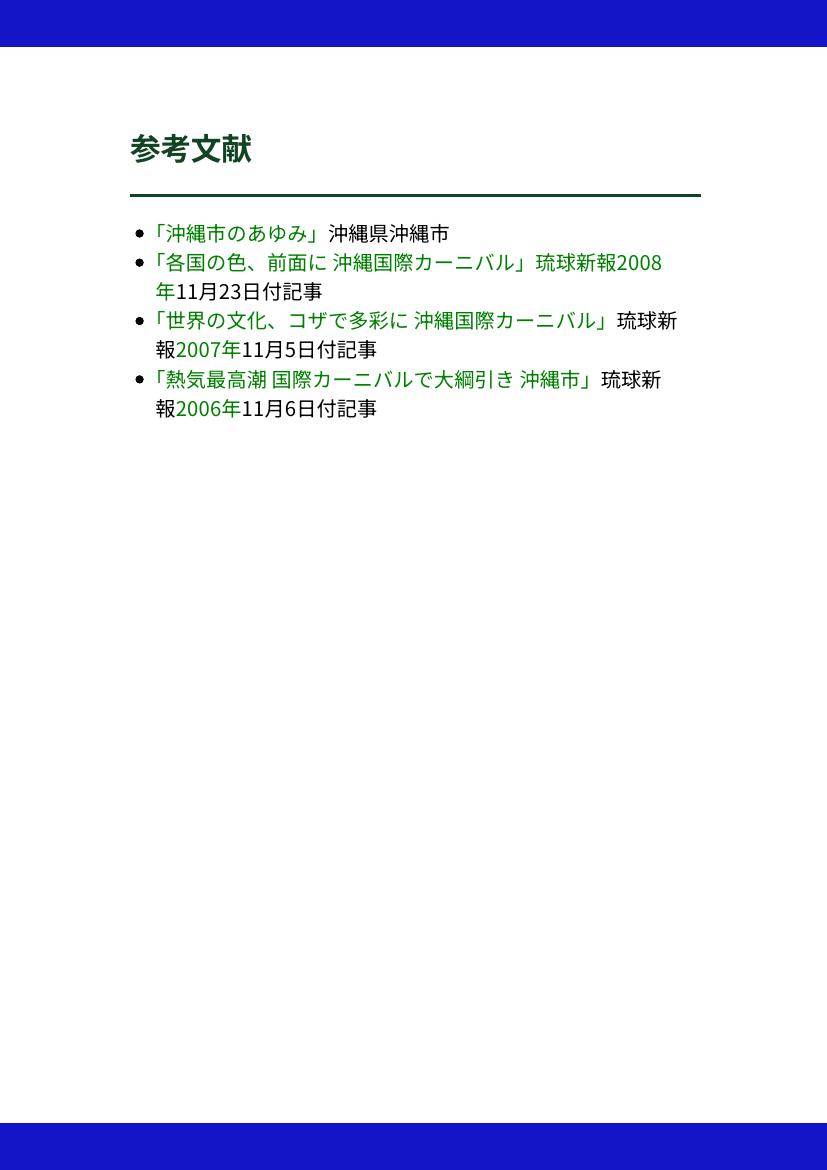 参考文献
「沖縄市のあゆみ」沖縄県沖縄市
「各国の色、前面に 沖縄国際カーニバル」琉球新報2008
年11月23日付記事
「世界の文化、コザで多彩に 沖縄国際カーニバル」琉球新
報2007年11月5日付記事
「熱気最高潮 国際カーニバルで大綱引き 沖縄市」琉球新
報2006年11月6日付記事